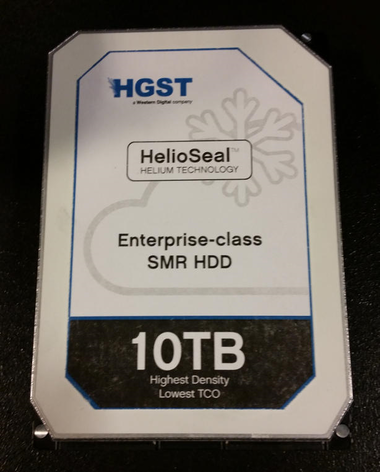 HGST
a Western Digital company
HelioSeal™
HELIUM TECHNOLOGY
Enterprise-class
SMR HDD
10TB
Highest Density
Lowest TCO